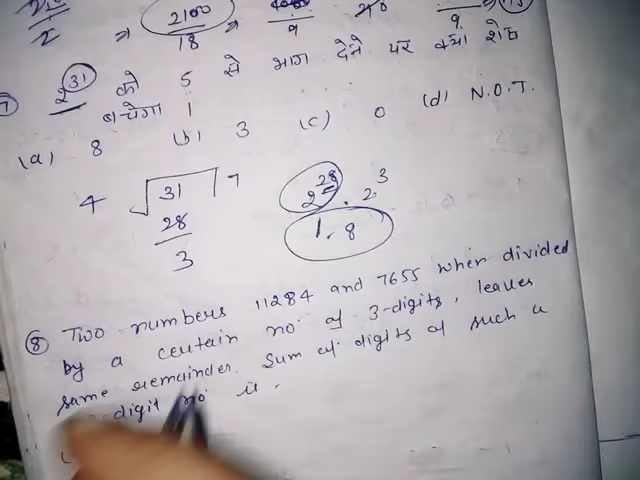 ⇒ 2100/18 ⇒
2^31 को 5 से भाग देने पर क्या शेष
बचेगा |
(a) 8 (b) 3 (c) 0 (d) N.O.T.
4 31 7
28
3
2^28 . 2^3
1. 8
⑧ Two numbers 11284 and 7655 when divided
by a certain no of 3-digits, leaves
same remainder. Sum of digits of such a
digit no is.